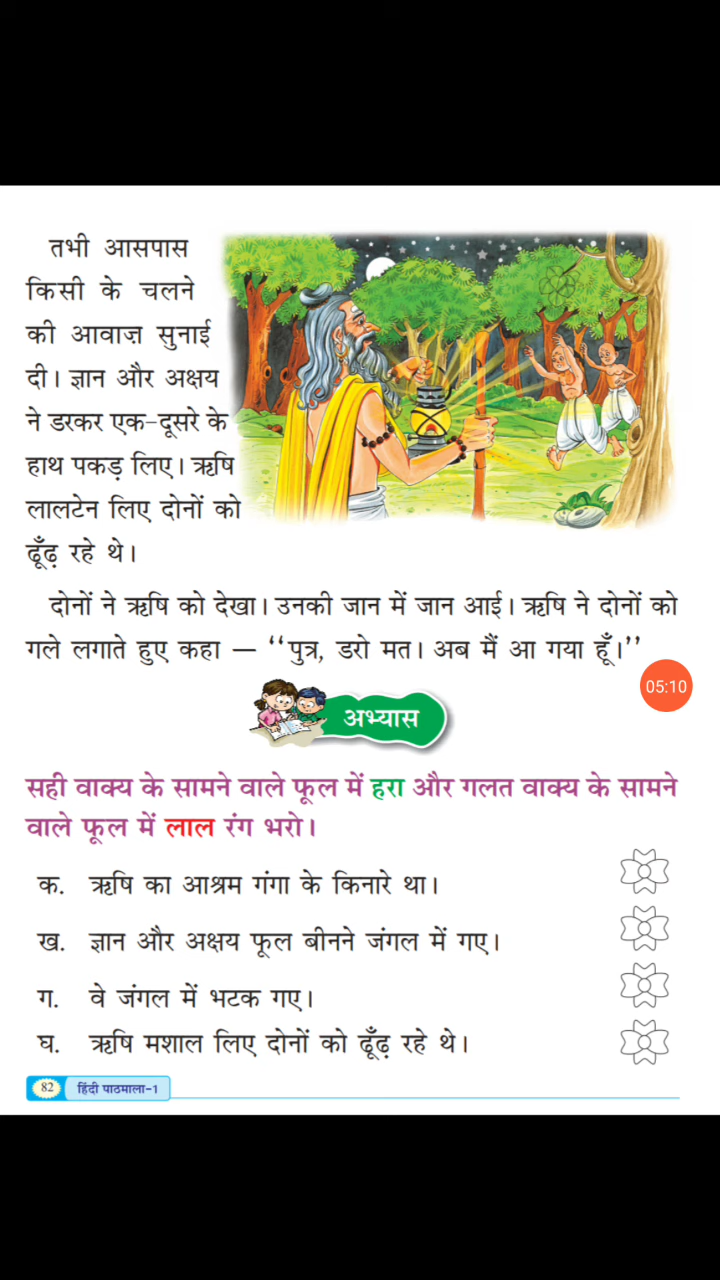 तभी आसपास
किसी के चलने
की आवाज़ सुनाई
दी। ज्ञान और अक्षय
ने डरकर एक-दूसरे के
हाथ पकड़ लिए। ऋषि
लालटेन लिए दोनों को
ढूँढ़ रहे थे।
दोनों ने ऋषि को देखा। उनकी जान में जान आई। ऋषि ने दोनों को
गले लगाते हुए कहा — ‘‘पुत्र, डरो मत। अब मैं आ गया हूँ।’’
05:10
अभ्यास
सही वाक्य के सामने वाले फूल में हरा और गलत वाक्य के सामने
वाले फूल में लाल रंग भरो।
क. ऋषि का आश्रम गंगा के किनारे था।
ख. ज्ञान और अक्षय फूल बीनने जंगल में गए।
ग. वे जंगल में भटक गए।
घ. ऋषि मशाल लिए दोनों को ढूँढ़ रहे थे।
82 हिंदी पाठमाला-1